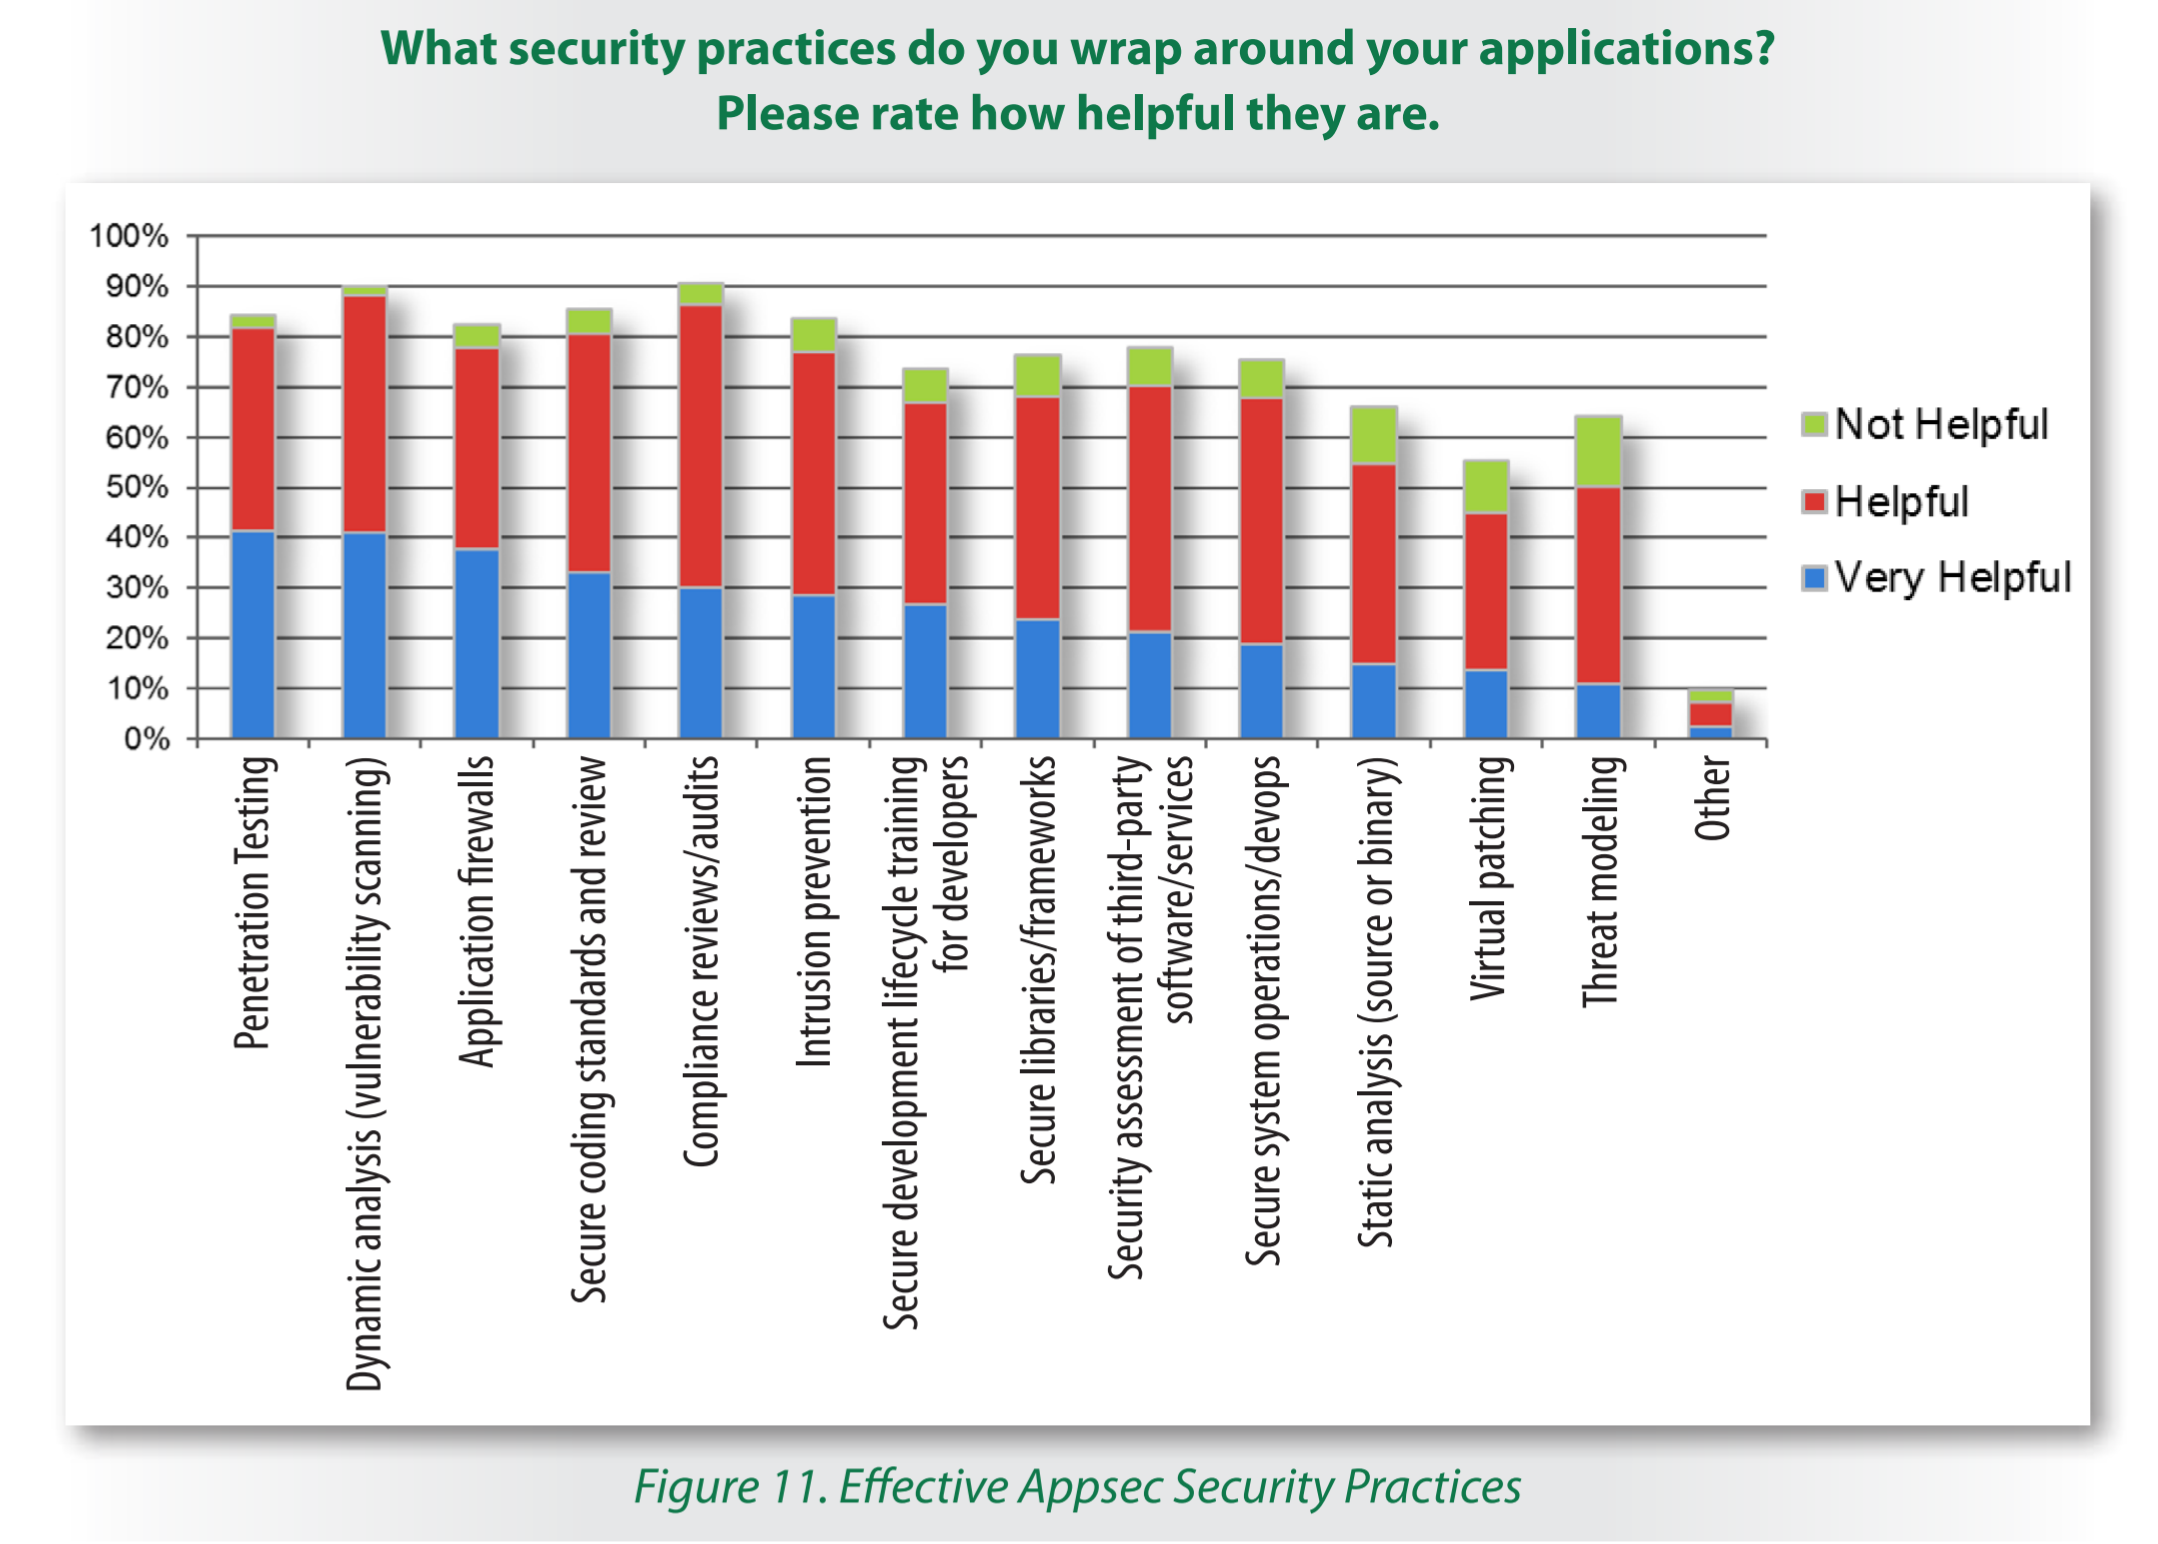 What security practices do you wrap around your applications?
Please rate how helpful they are.
100%
90%
80%
70%
60%
50%
40%
30%
20%
10%
0%
Not Helpful
Helpful
Very Helpful
Penetration Testing
Dynamic analysis (vulnerability scanning)
Application firewalls
Secure coding standards and review
Compliance reviews/audits
Intrusion prevention
Secure development lifecycle training
for developers
Secure libraries/frameworks
Security assessment of third-party
software/services
Secure system operations/devops
Static analysis (source or binary)
Virtual patching
Threat modeling
Other
Figure 11. Effective Appsec Security Practices